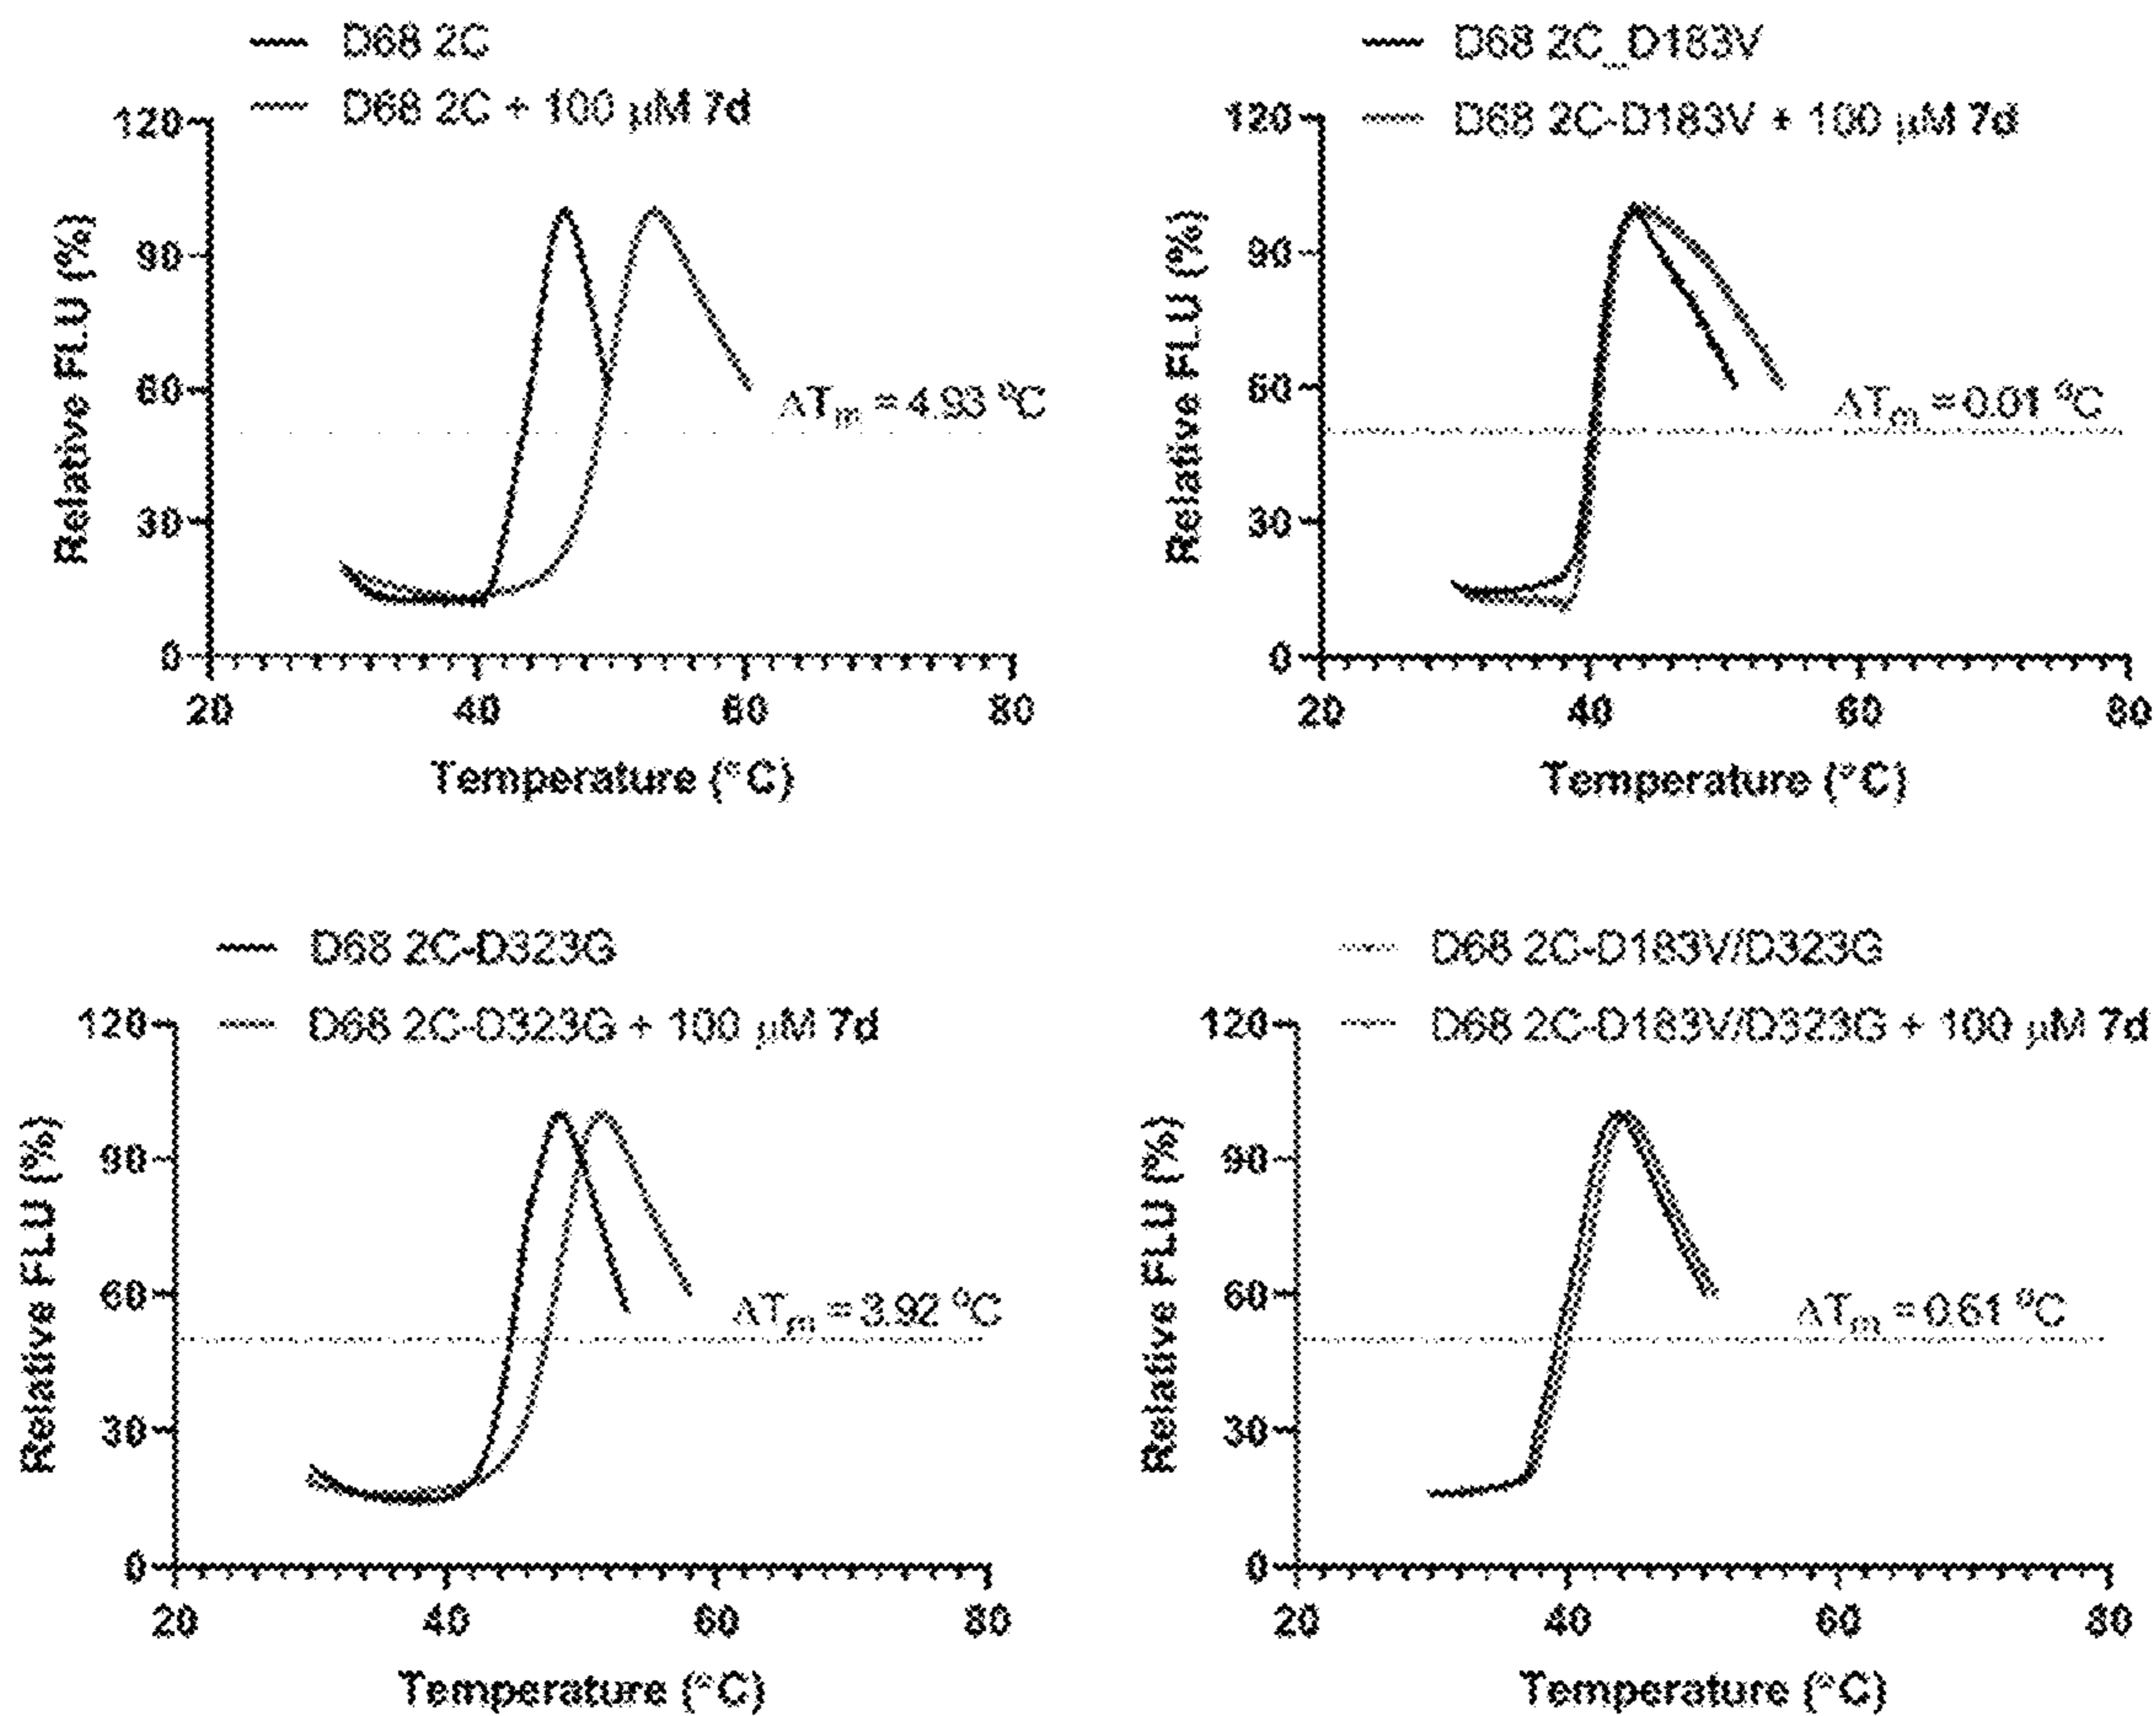 D68 2C
D68 2C + 100 µM 7d
120
90
60
30
0
20 40 60 80
Relative FLU (%)
Temperature (°C)
ΔTm = 4.93 °C
D68 2C_D183V
D68 2C-D183V + 100 µM 7d
120
90
60
30
0
20 40 60 80
Relative FLU (%)
Temperature (°C)
ΔTm = 0.01 °C
D68 2C-D323G
D68 2C-D323G + 100 µM 7d
120
90
60
30
0
20 40 60 80
Relative FLU (%)
Temperature (°C)
ΔTm = 3.92 °C
D68 2C-D183V/D323G
D68 2C-D183V/D323G + 100 µM 7d
120
90
60
30
0
20 40 60 80
Relative FLU (%)
Temperature (°C)
ΔTm = 0.61 °C